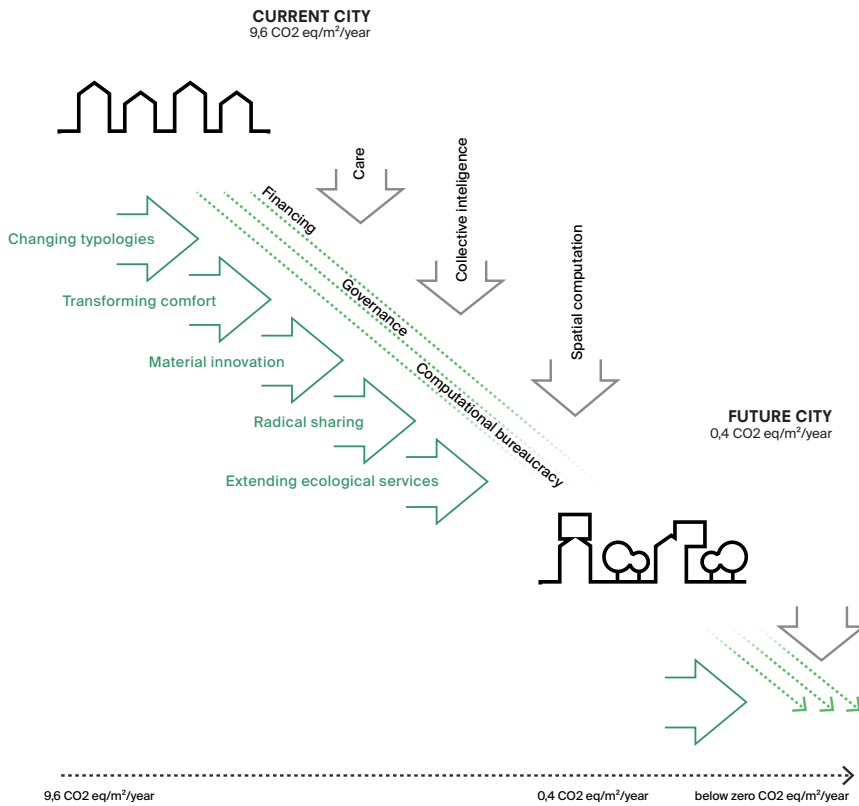 CURRENT CITY
9,6 CO2 eq/m²/year
Care
Collective inteligence
Spatial computation
Financing
Governance
Computational bureaucracy
Changing typologies
Transforming comfort
Material innovation
Radical sharing
Extending ecological services
FUTURE CITY
0,4 CO2 eq/m²/year
9,6 CO2 eq/m²/year
0,4 CO2 eq/m²/year
below zero CO2 eq/m²/year